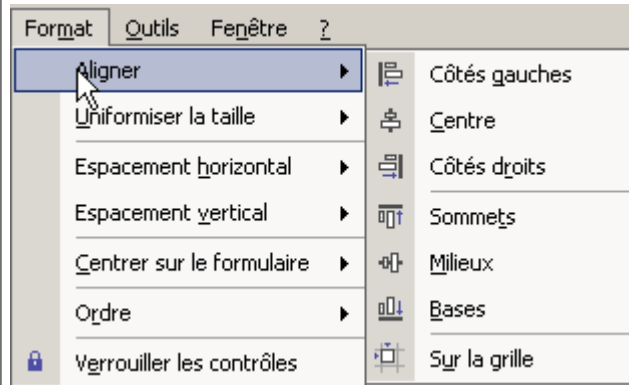 Format Outils Fenêtre ?
Aligner
Uniformiser la taille
Espacement horizontal
Espacement vertical
Centrer sur le formulaire
Ordre
Verrouiller les contrôles
Côtés gauches
Centre
Côtés droits
Sommets
Milieux
Bases
Sur la grille